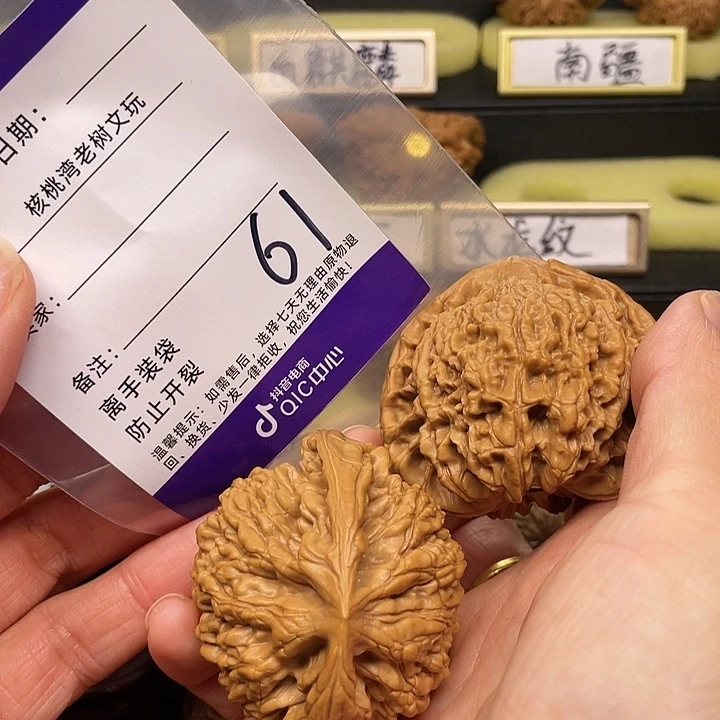 日期：
核桃湾老树文玩
家：
61
备注：
离手装袋
防止开裂
温馨提示：如需售后，选择七天无理由原物退
回、换货、少发一律拒收，祝您生活愉快！
抖音电商
QIC中心
南疆
水龙纹